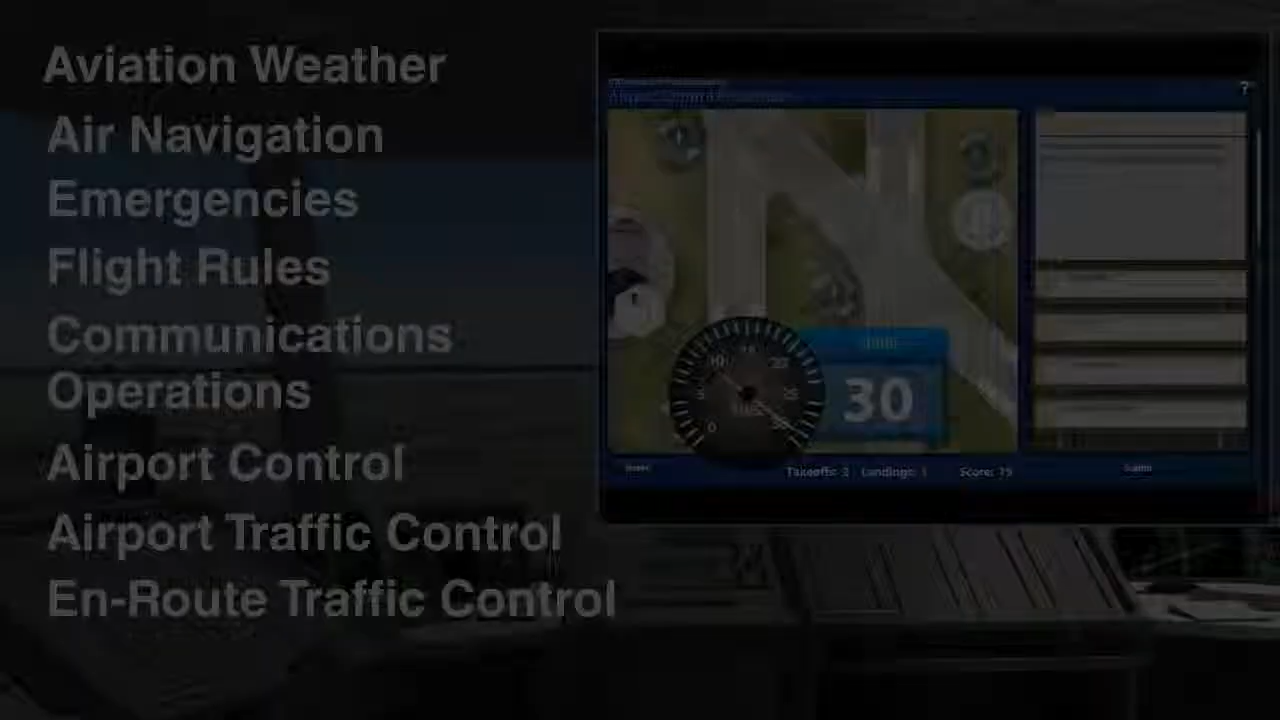 Aviation Weather
Air Navigation
Emergencies
Flight Rules
Communications
Operations
Airport Control
Airport Traffic Control
En-Route Traffic Control
?
30
Takeoffs: 2 Landings: 1 Score: 75